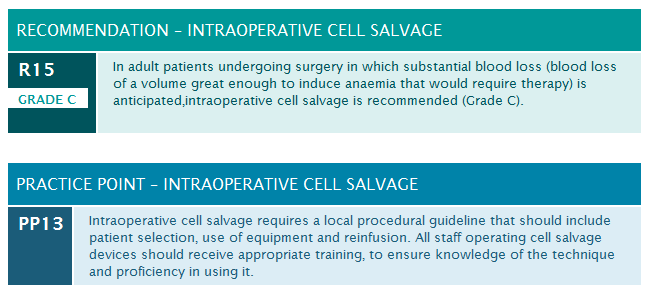 RECOMMENDATION – INTRAOPERATIVE CELL SALVAGE
R15
GRADE C
In adult patients undergoing surgery in which substantial blood loss (blood loss
of a volume great enough to induce anaemia that would require therapy) is
anticipated,intraoperative cell salvage is recommended (Grade C).
PRACTICE POINT – INTRAOPERATIVE CELL SALVAGE
PP13
Intraoperative cell salvage requires a local procedural guideline that should include
patient selection, use of equipment and reinfusion. All staff operating cell salvage
devices should receive appropriate training, to ensure knowledge of the technique
and proficiency in using it.